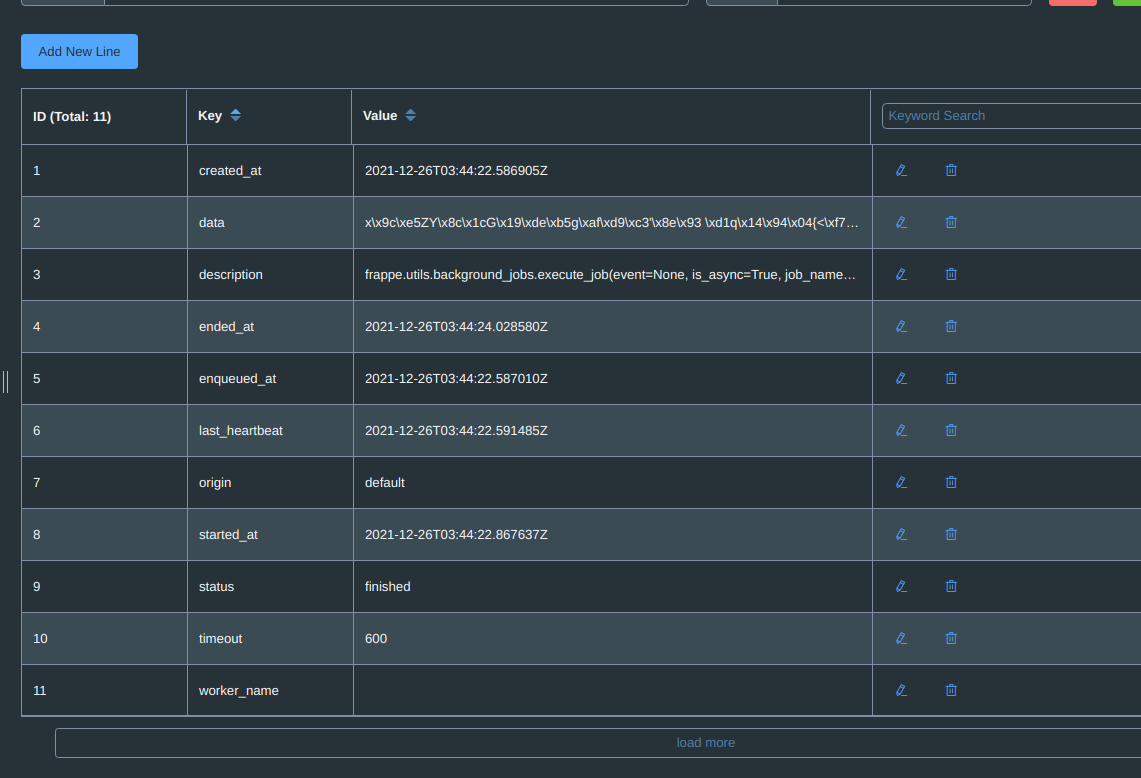 Add New Line
ID (Total: 11) Key Value Keyword Search
1 created_at 2021-12-26T03:44:22.586905Z
2 data x\x9c\xe5ZY\x8c\x1cG\x19\xde\xb5g\xaf\xd9\xc3'\x8e\x93 \xd1q\x14\x94\x04{<\xf7…
3 description frappe.utils.background_jobs.execute_job(event=None, is_async=True, job_name…
4 ended_at 2021-12-26T03:44:24.028580Z
5 enqueued_at 2021-12-26T03:44:22.587010Z
6 last_heartbeat 2021-12-26T03:44:22.591485Z
7 origin default
8 started_at 2021-12-26T03:44:22.867637Z
9 status finished
10 timeout 600
11 worker_name
load more